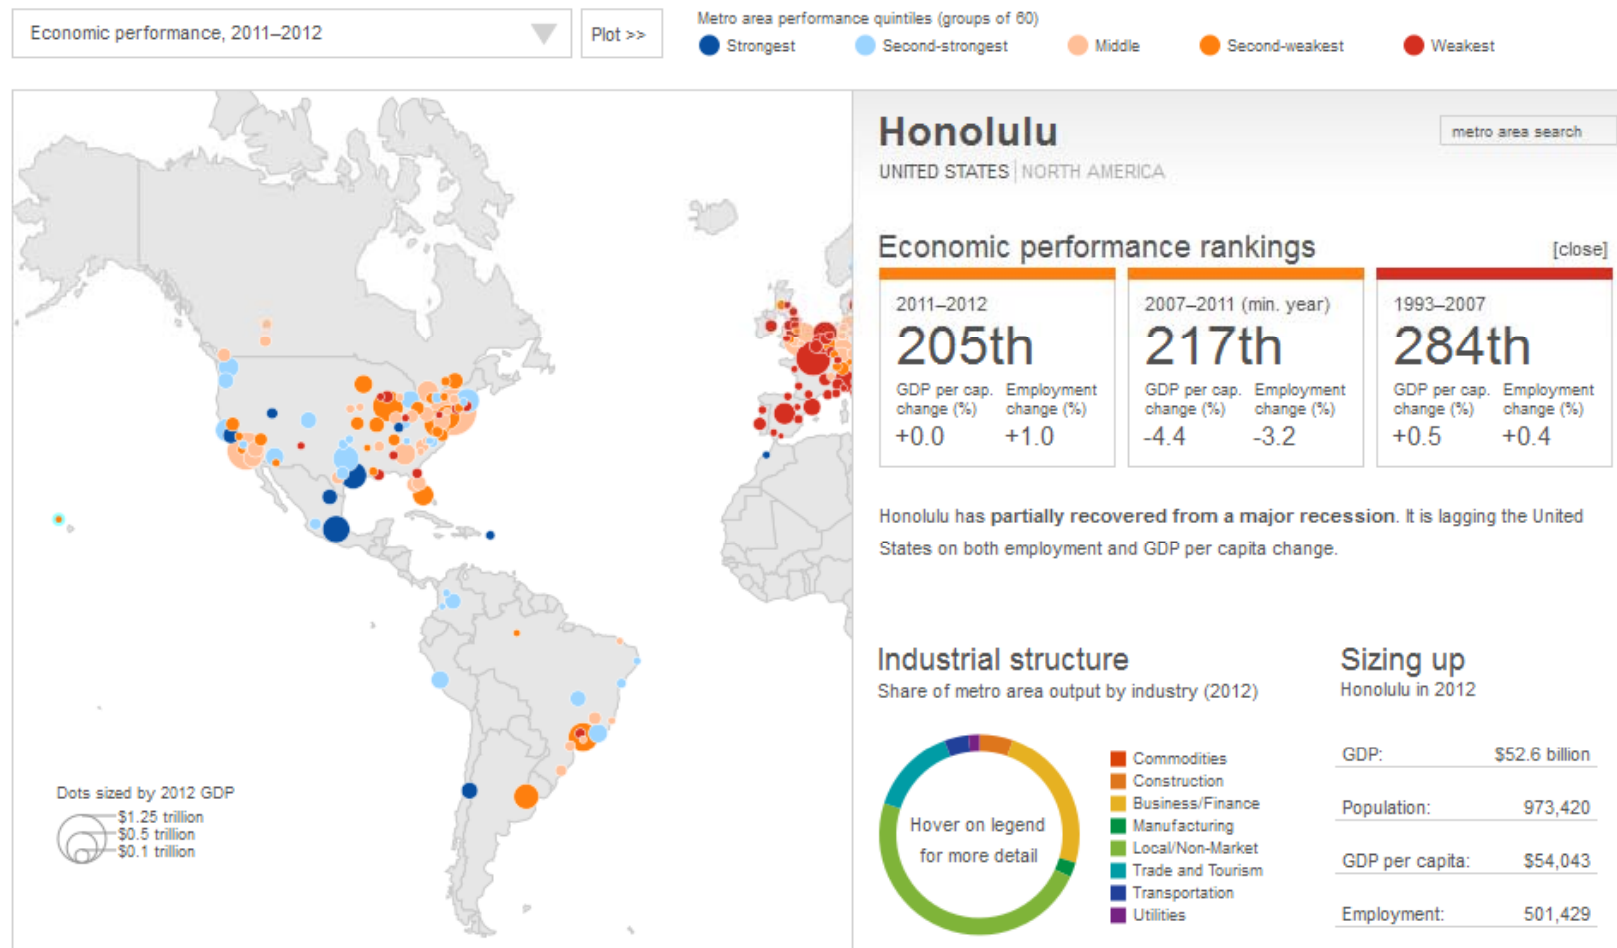 Economic performance, 2011–2012
Plot >>
Metro area performance quintiles (groups of 60)
Strongest
Second-strongest
Middle
Second-weakest
Weakest
Honolulu
metro area search
UNITED STATES | NORTH AMERICA
Economic performance rankings
[close]
2011–2012
205th
GDP per cap. change (%)
+0.0
Employment change (%)
+1.0
2007–2011 (min. year)
217th
GDP per cap. change (%)
-4.4
Employment change (%)
-3.2
1993–2007
284th
GDP per cap. change (%)
+0.5
Employment change (%)
+0.4
Honolulu has partially recovered from a major recession. It is lagging the United
States on both employment and GDP per capita change.
Industrial structure
Share of metro area output by industry (2012)
Hover on legend
for more detail
Commodities
Construction
Business/Finance
Manufacturing
Local/Non-Market
Trade and Tourism
Transportation
Utilities
Sizing up
Honolulu in 2012
GDP: $52.6 billion
Population: 973,420
GDP per capita: $54,043
Employment: 501,429
Dots sized by 2012 GDP
$1.25 trillion
$0.5 trillion
$0.1 trillion